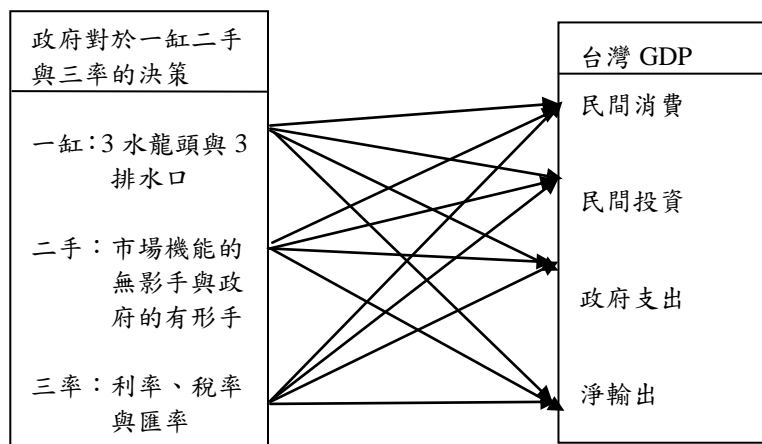 政府對於一缸二手
與三率的決策
一缸：3 水龍頭與 3
排水口
二手：市場機能的
無影手與政
府的有形手
三率：利率、稅率
與匯率
台灣 GDP
民間消費
民間投資
政府支出
淨輸出